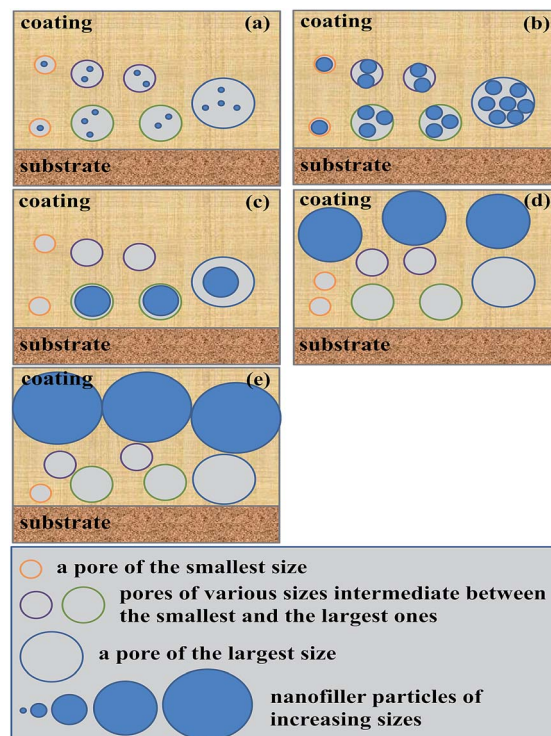 coating (a)
substrate
coating (b)
substrate
coating (c)
substrate
coating (d)
substrate
coating (e)
substrate
a pore of the smallest size
pores of various sizes intermediate between
the smallest and the largest ones
a pore of the largest size
nanofiller particles of
increasing sizes